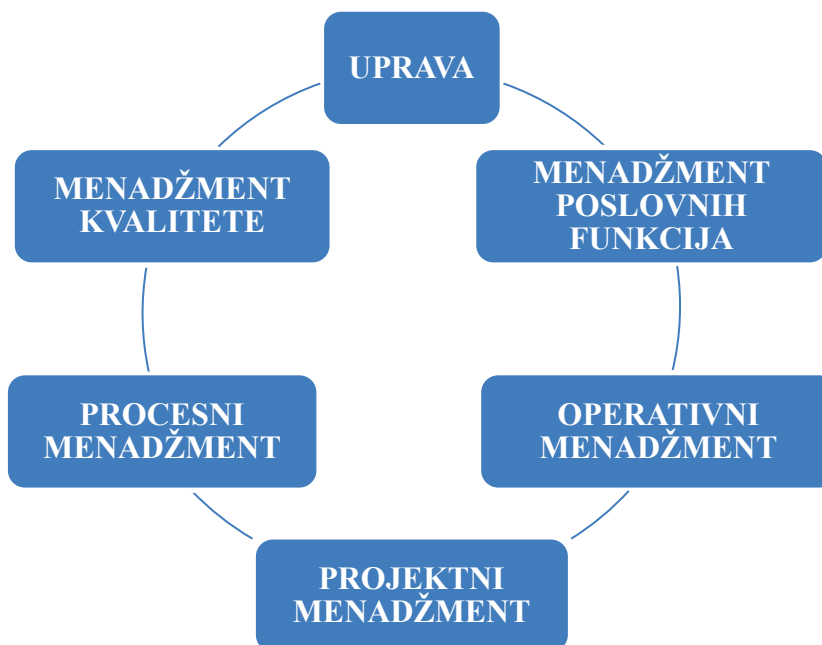 UPRAVA
MENADŽMENT
POSLOVNIH
FUNKCIJA
OPERATIVNI
MENADŽMENT
PROJEKTNI
MENADŽMENT
PROCESNI
MENADŽMENT
MENADŽMENT
KVALITETE